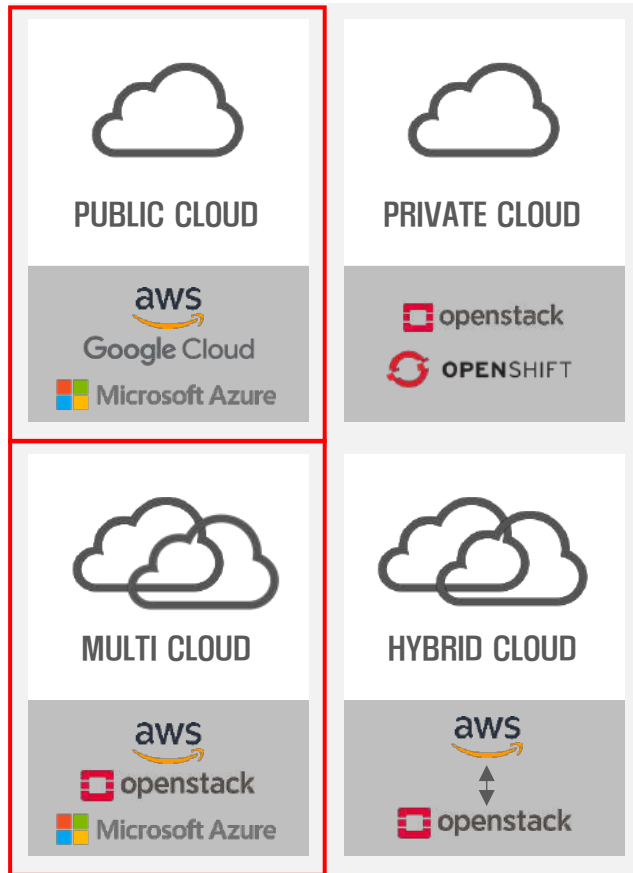 PUBLIC CLOUD
aws
Google Cloud
Microsoft Azure
PRIVATE CLOUD
openstack
OPENSHIFT
MULTI CLOUD
aws
openstack
Microsoft Azure
HYBRID CLOUD
aws
openstack